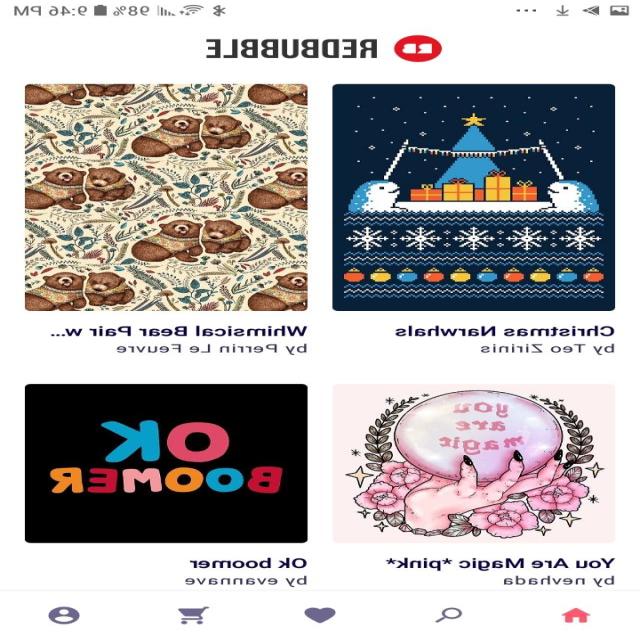 9:46 PM
98%
REDBUBBLE
Christmas Narwhals
by Teo Zirinis
Whimsical Bear Pair w...
by Perrin Le Feuvre
you
are
magic
OK
BOOMER
You Are Magic *pink*
by nevhada
Ok boomer
by evannave